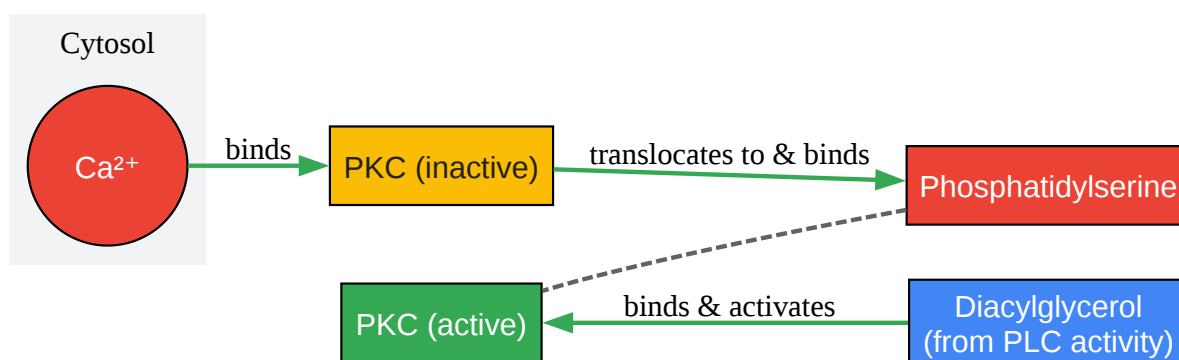 Cytosol
Ca²⁺
binds
PKC (inactive)
translocates to & binds
Phosphatidylserine
PKC (active)
binds & activates
Diacylglycerol
(from PLC activity)